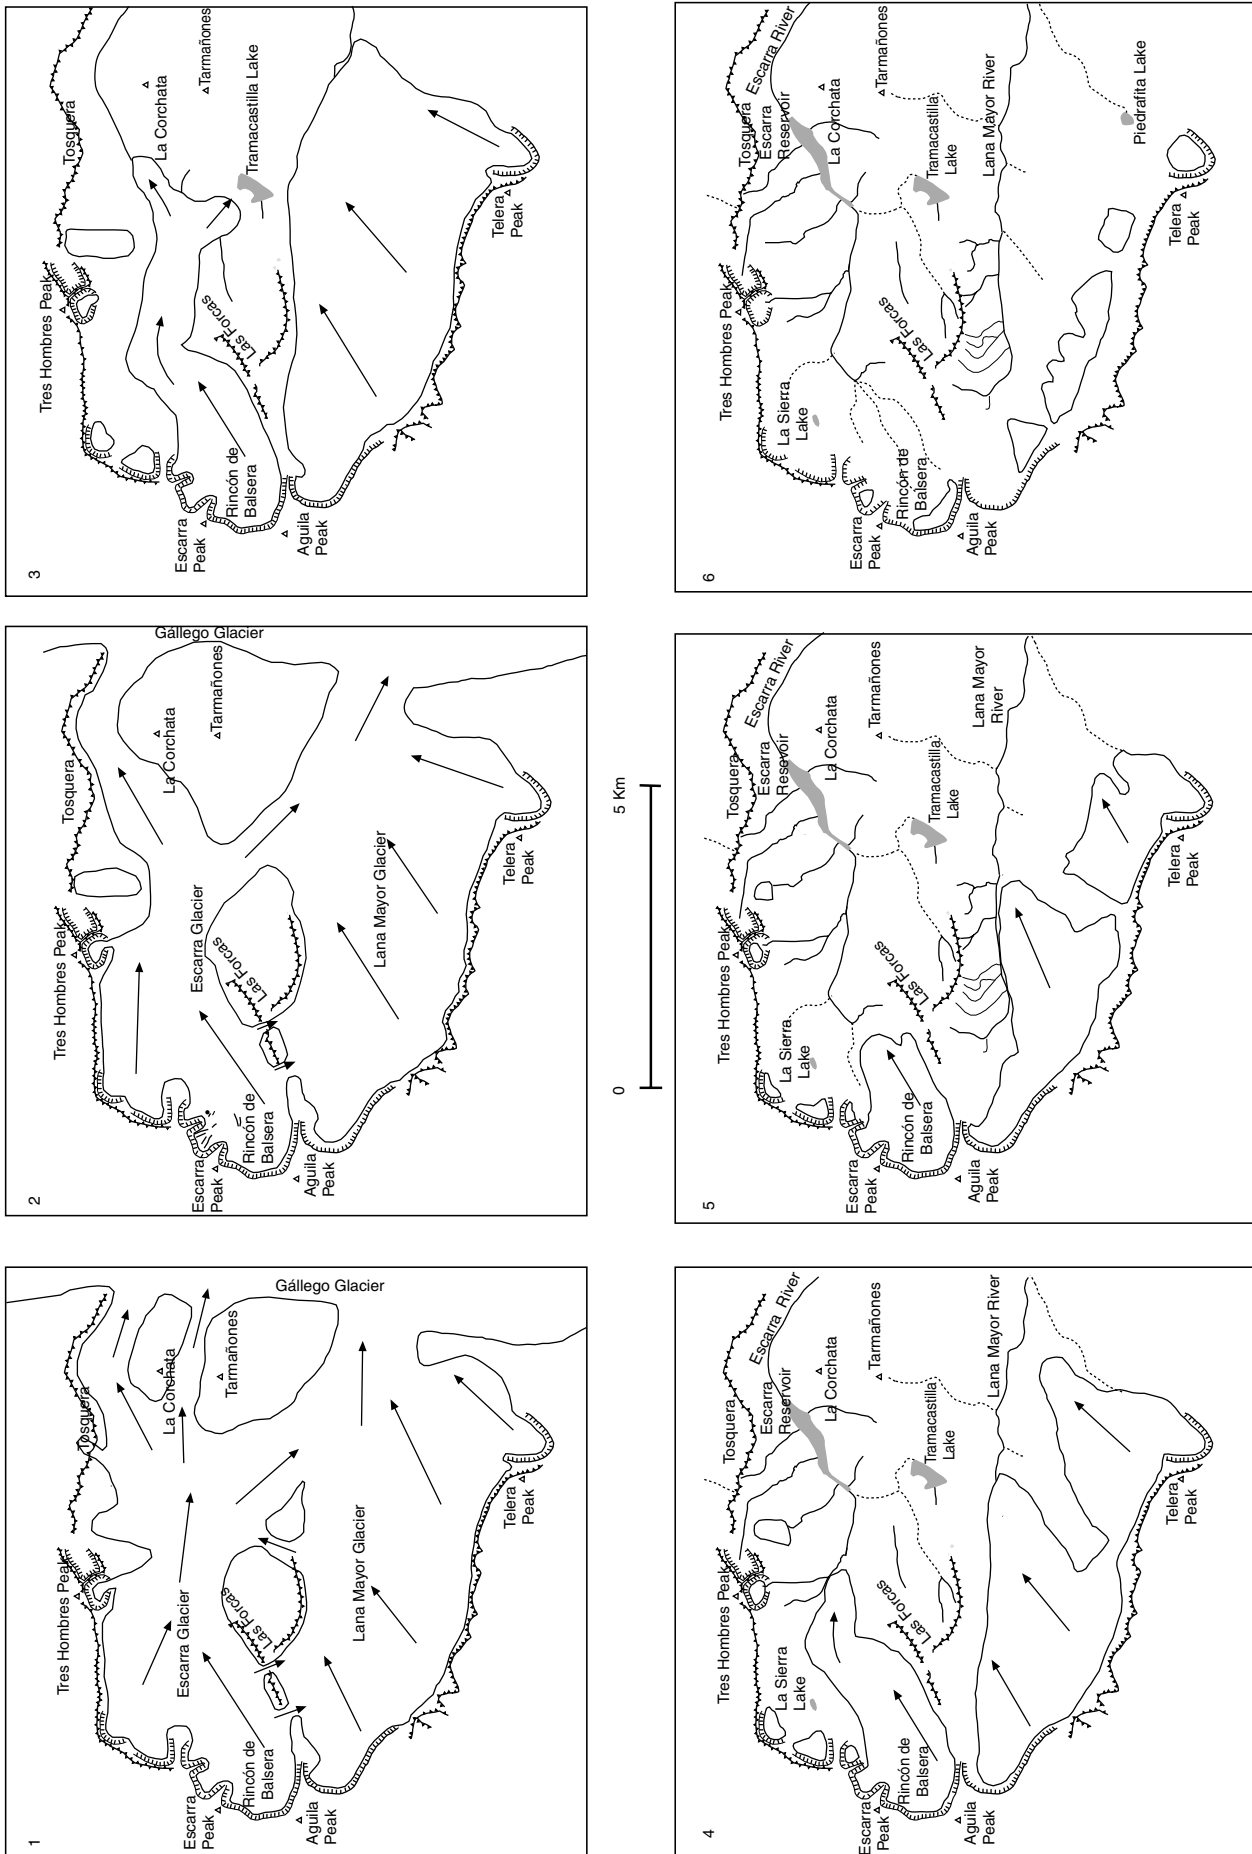 1
Tres Hombres Peak
Tosquera
La Corchata
Tarmañones
Gállego Glacier
Escarra Glacier
Las Forcas
Lana Mayor Glacier
Escarra
Peak
Rincón de
Balsera
Aguila
Peak
Telera
Peak
2
Tres Hombres Peak
Tosquera
La Corchata
Tarmañones
Gállego Glacier
Escarra Glacier
Las Forcas
Lana Mayor Glacier
Escarra
Peak
Rincón de
Balsera
Aguila
Peak
Telera
Peak
3
Tres Hombres Peak
Tosquera
La Corchata
Tarmañones
Tramacastilla Lake
Las Forcas
Escarra
Peak
Rincón de
Balsera
Aguila
Peak
Telera
Peak
0
5 Km
4
Tres Hombres Peak
Tosquera
Escarra River
Escarra
Reservoir
La Corchata
Tarmañones
La Sierra
Lake
Tramacastilla
Lake
Las Forcas
Lana Mayor River
Escarra
Peak
Rincón de
Balsera
Aguila
Peak
Telera
Peak
5
Tres Hombres Peak
Tosquera
Escarra River
Escarra
Resevoir
La Corchata
Tarmañones
La Sierra
Lake
Tramacastilla
Lake
Las Forcas
Lana Mayor
River
Escarra
Peak
Rincón de
Balsera
Aguila
Peak
Telera
Peak
6
Tres Hombres Peak
Tosquera
Escarra River
Escarra
Reservoir
La Corchata
Tarmañones
La Sierra
Lake
Tramacastilla
Lake
Las Forcas
Lana Mayor River
Piedrafita Lake
Escarra
Peak
Rincón de
Balsera
Aguila
Peak
Telera
Peak